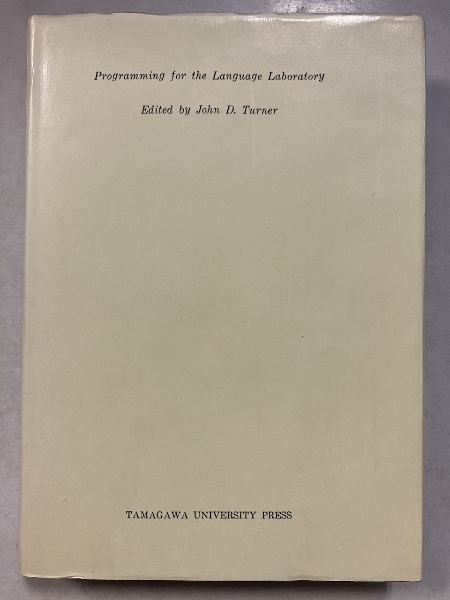 Programming for the Language Laboratory
Edited by John D. Turner
TAMAGAWA UNIVERSITY PRESS